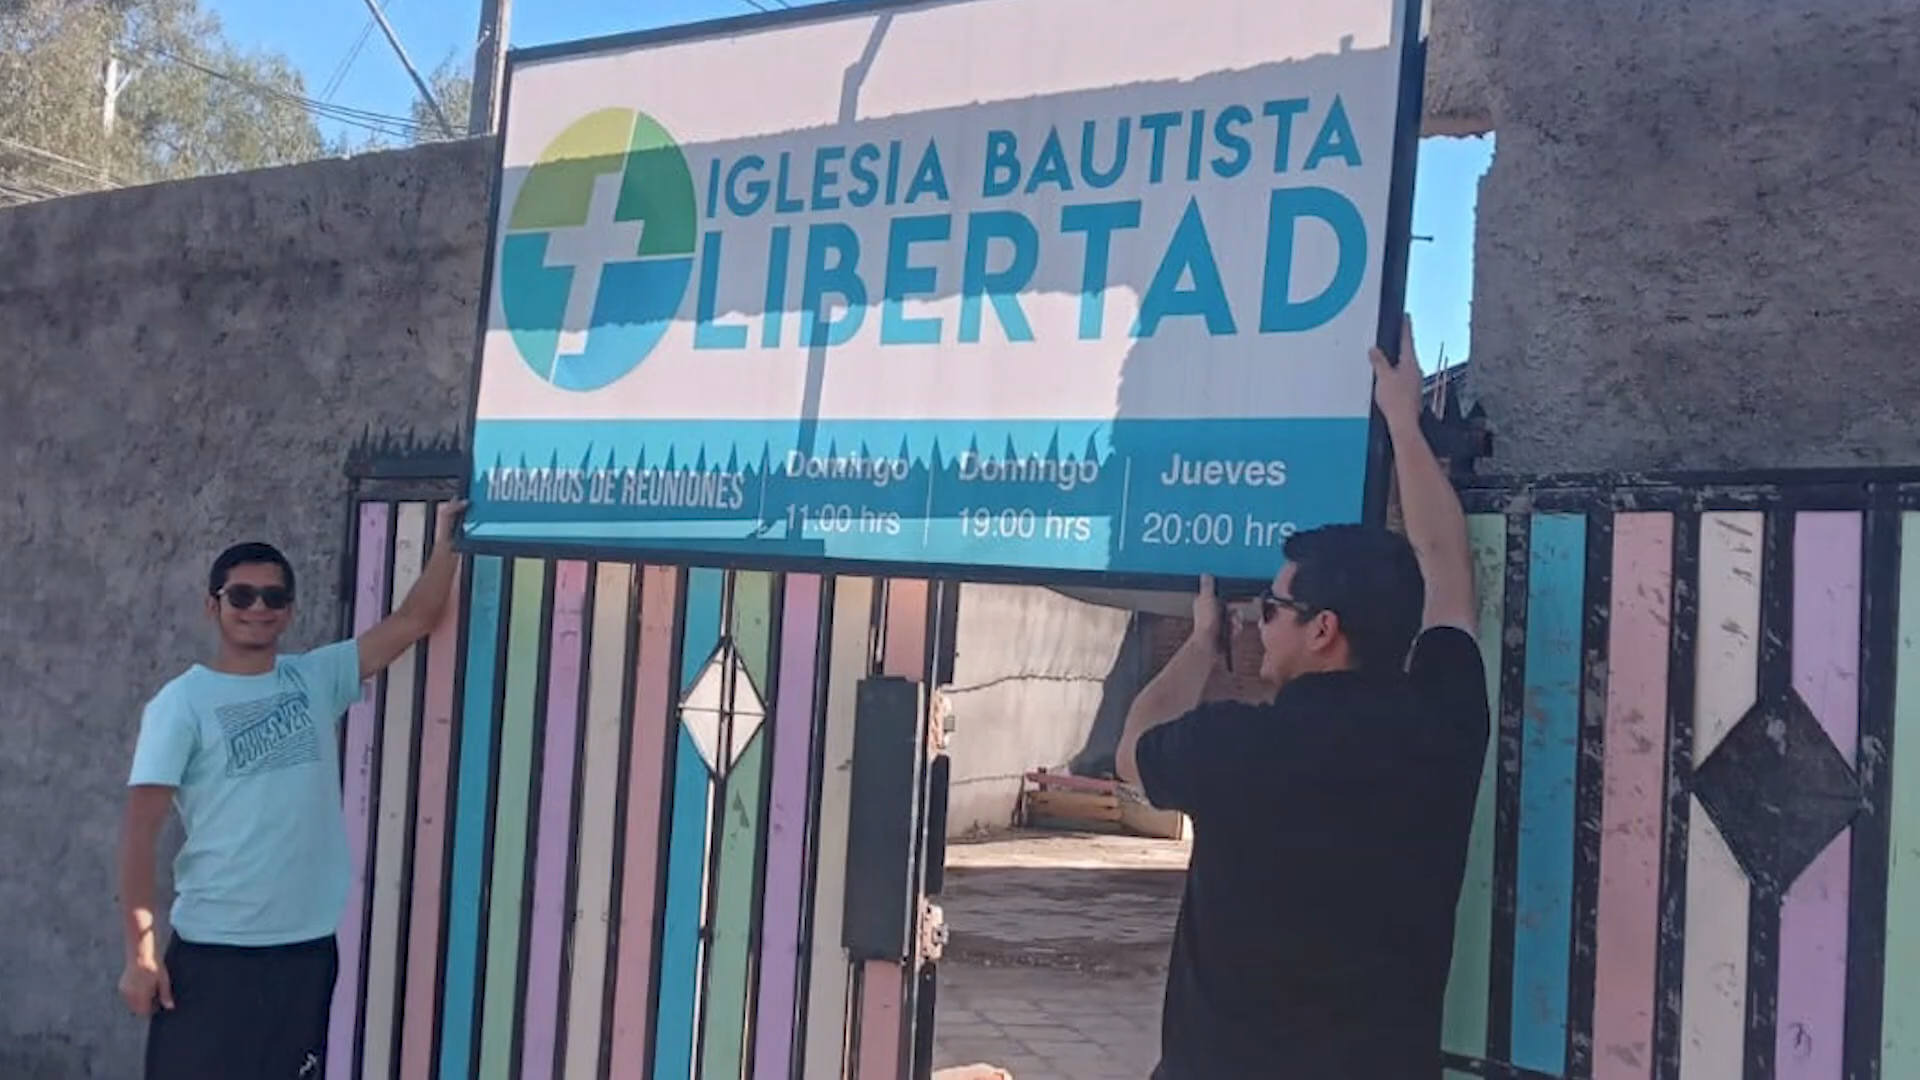 IGLESIA BAUTISTA
LIBERTAD
HORARIOS DE REUNIONES
Domingo
11:00 hrs
Domingo
19:00 hrs
Jueves
20:00 hrs
QUIKSILVER